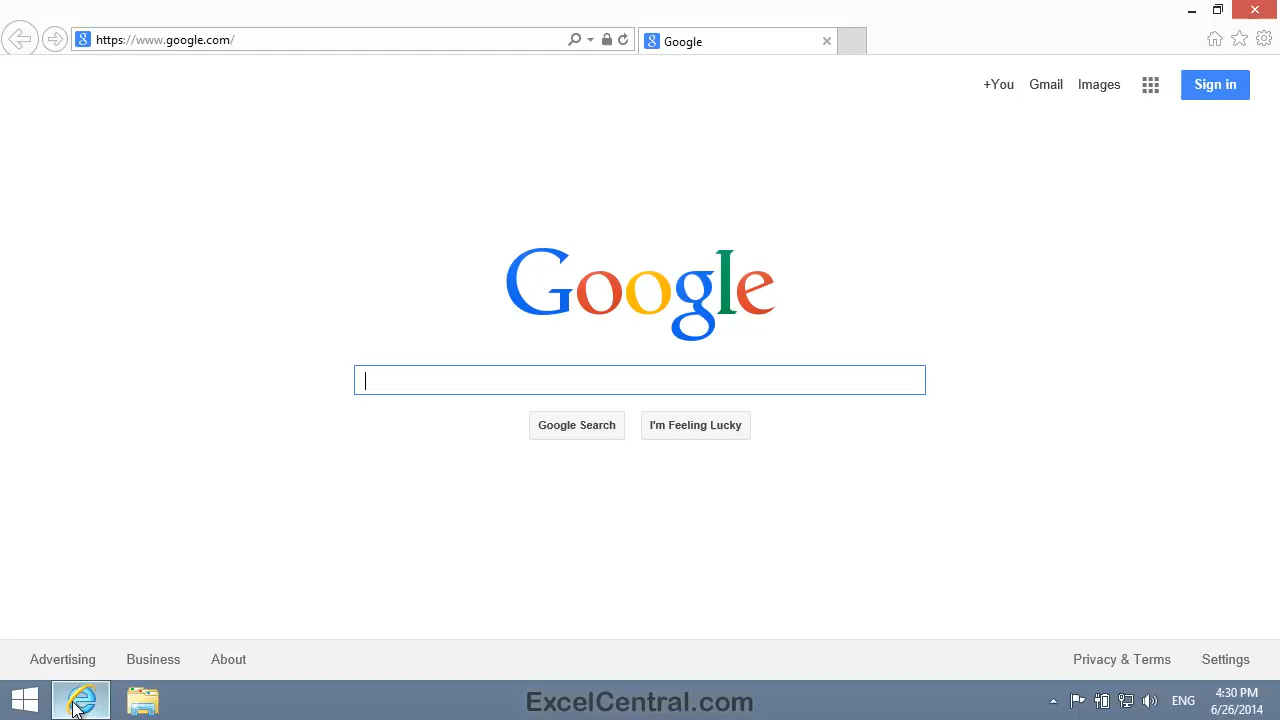 https://www.google.com/
Google
+You Gmail Images Sign in
Google
Google Search I'm Feeling Lucky
Advertising Business About Privacy & Terms Settings
ExcelCentral.com
ENG
4:30 PM
6/26/2014